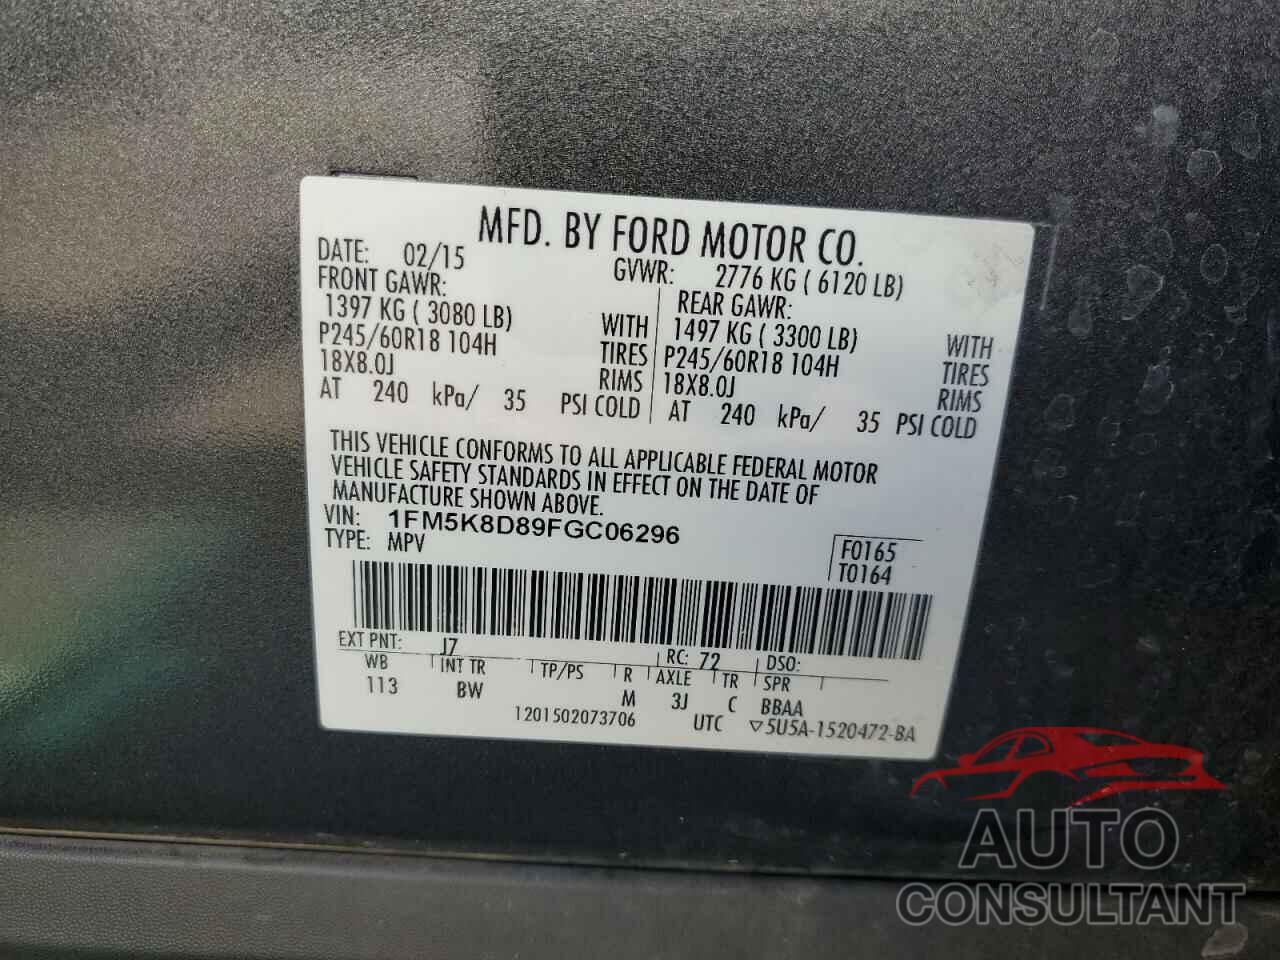 MFD. BY FORD MOTOR CO.
DATE: 02/15 GVWR: 2776 KG ( 6120 LB)
FRONT GAWR: REAR GAWR:
1397 KG ( 3080 LB) WITH 1497 KG ( 3300 LB) WITH
P245/60R18 104H TIRES P245/60R18 104H TIRES
18X8.0J RIMS 18X8.0J RIMS
AT 240 kPa/ 35 PSI COLD AT 240 kPa/ 35 PSI COLD
THIS VEHICLE CONFORMS TO ALL APPLICABLE FEDERAL MOTOR
VEHICLE SAFETY STANDARDS IN EFFECT ON THE DATE OF
MANUFACTURE SHOWN ABOVE.
VIN: 1FM5K8D89FGC06296
TYPE: MPV
F0165
T0164
EXT PNT: J7 RC: 72 DSO:
WB INT TR TP/PS R AXLE TR SPR
113 BW M 3J C BBAA
1201502073706 UTC ▽5U5A-1520472-BA
AUTO
CONSULTANT